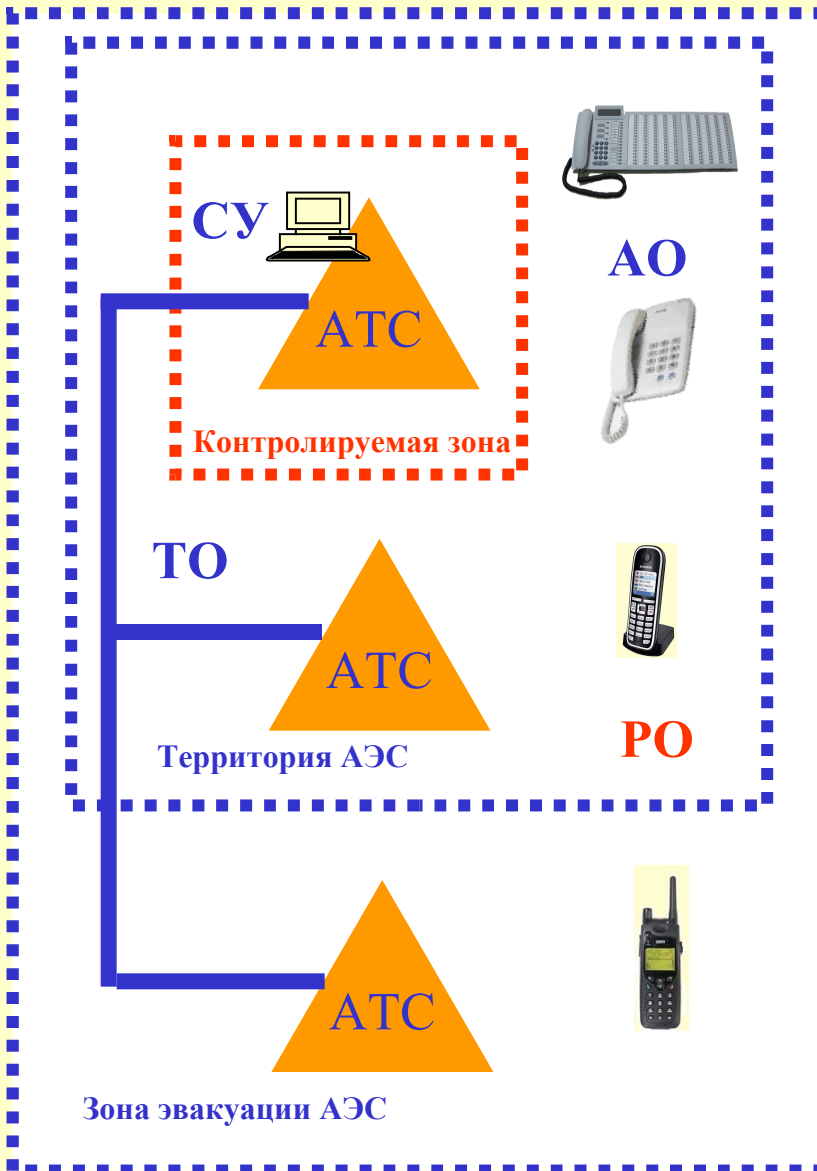 СУ
АТС
АО
Контролируемая зона
ТО
АТС
РО
Территория АЭС
АТС
Зона эвакуации АЭС